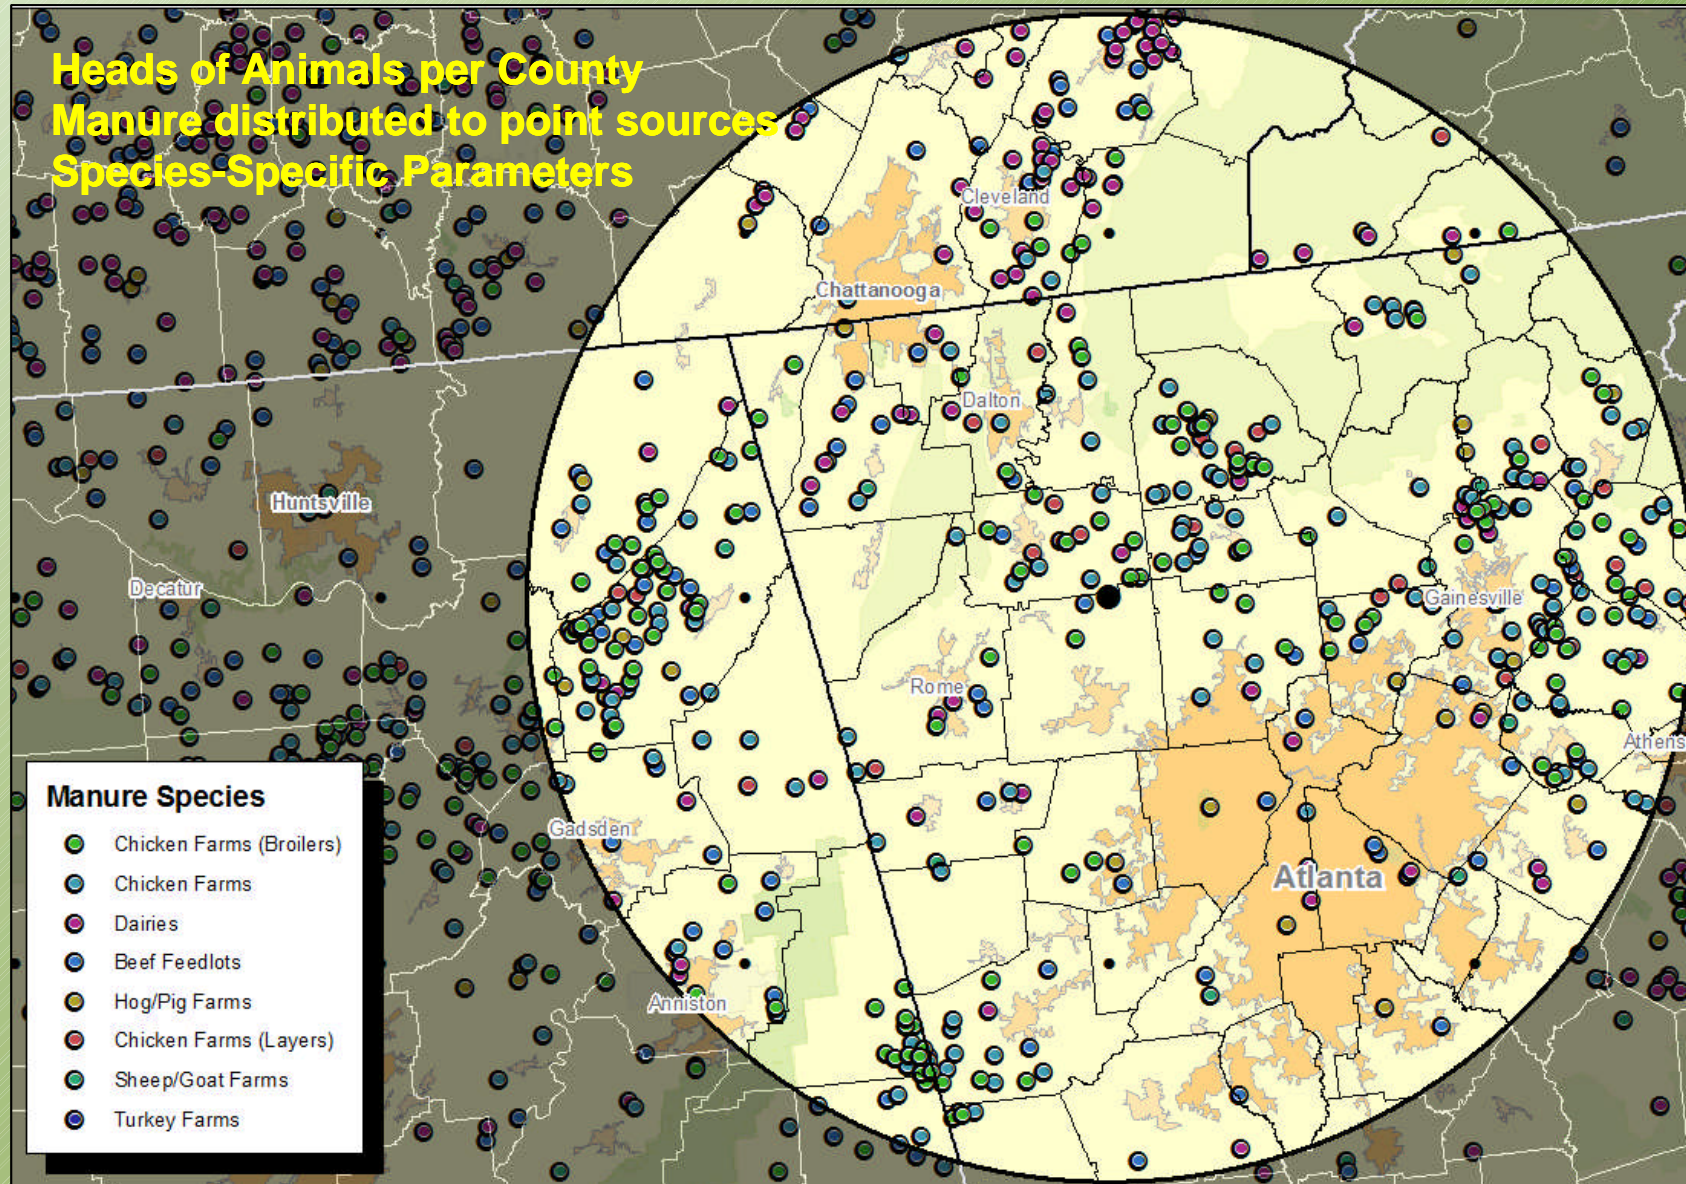 Heads of Animals per County
Manure distributed to point sources
Species-Specific Parameters
Cleveland
Chattanooga
Dalton
Huntsville
Decatur
Gainesville
Rome
Athens
Gadsden
Atlanta
Anniston
Manure Species
Chicken Farms (Broilers)
Chicken Farms
Dairies
Beef Feedlots
Hog/Pig Farms
Chicken Farms (Layers)
Sheep/Goat Farms
Turkey Farms